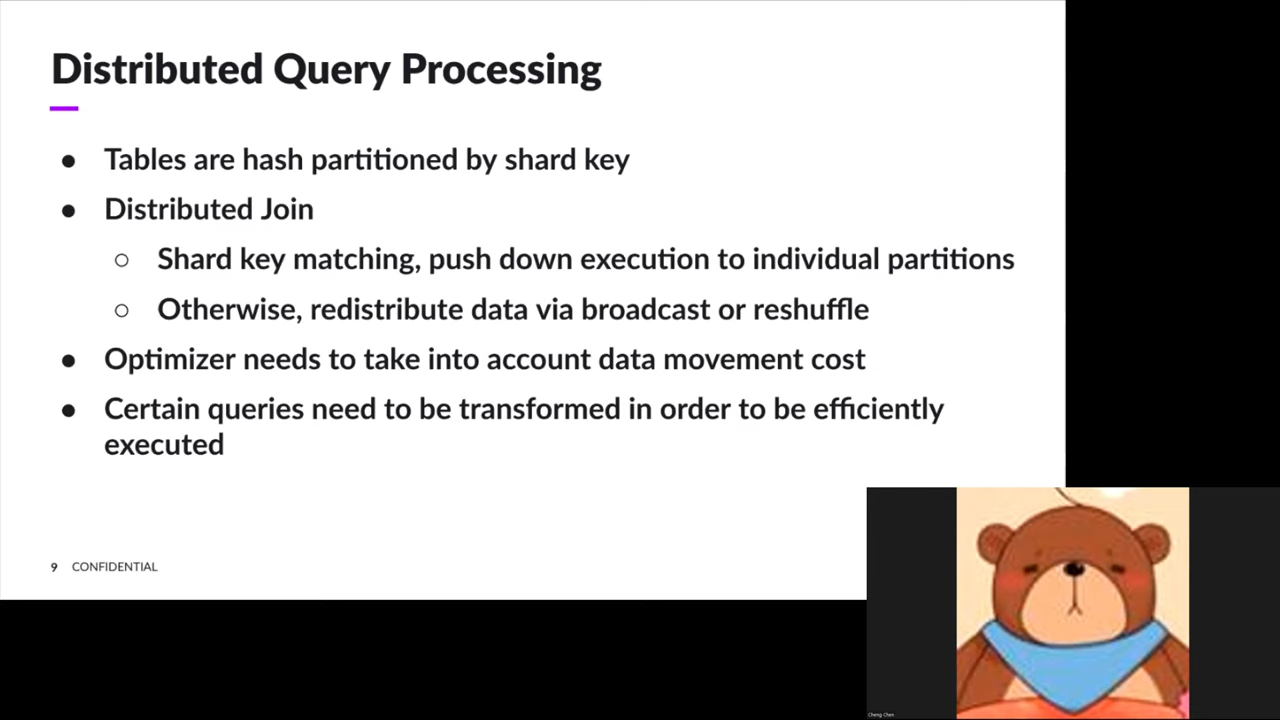 Distributed Query Processing
● Tables are hash partitioned by shard key
● Distributed Join
○ Shard key matching, push down execution to individual partitions
○ Otherwise, redistribute data via broadcast or reshuffle
● Optimizer needs to take into account data movement cost
● Certain queries need to be transformed in order to be efficiently
executed
9 CONFIDENTIAL
Cheng Chen